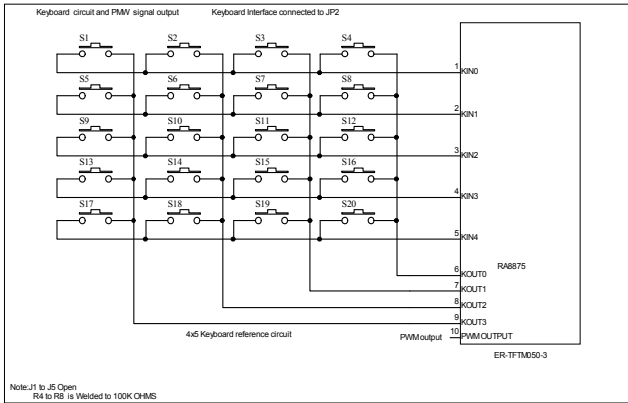 Keyboard circuit and PMW signal output
Keyboard Interface connected to JP2
S1 S2 S3 S4
1 KIN0
S5 S6 S7 S8
2 KIN1
S9 S10 S11 S12
3 KIN2
S13 S14 S15 S16
4 KIN3
S17 S18 S19 S20
5 KIN4
RA8875
6 KOUT0
7 KOUT1
8 KOUT2
9 KOUT3
4x5 Keyboard reference circuit
PWM output 10 PWM OUTPUT
ER-TFTM050-3
Note:J1 to J5 Open
R4 to R8 is Welded to 100K OHMS